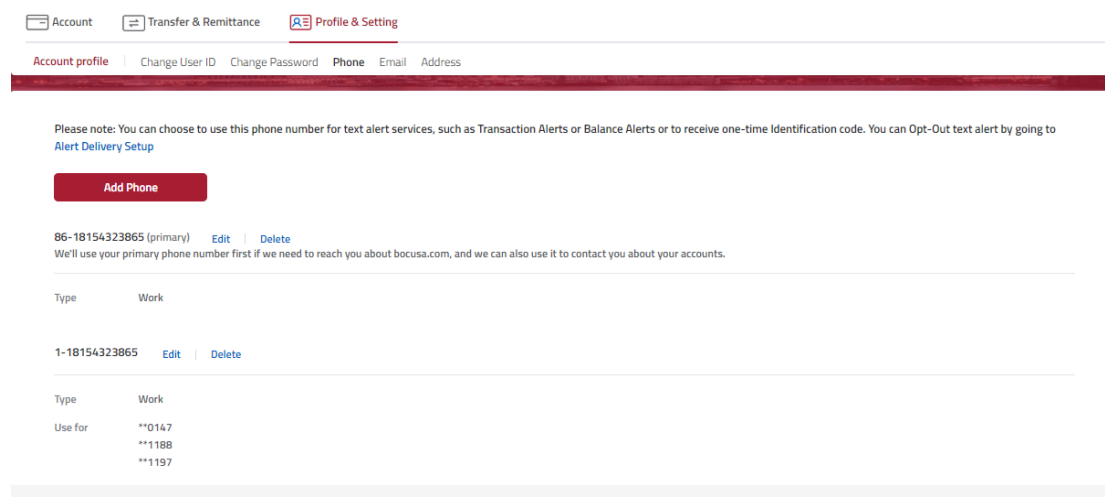 Account Transfer & Remittance Profile & Setting
Account profile Change User ID Change Password Phone Email Address
Please note: You can choose to use this phone number for text alert services, such as Transaction Alerts or Balance Alerts or to receive one-time Identification code. You can Opt-Out text alert by going to
Alert Delivery Setup
Add Phone
86-18154323865 (primary) Edit Delete
We'll use your primary phone number first if we need to reach you about bocusa.com, and we can also use it to contact you about your accounts.
Type Work
1-18154323865 Edit Delete
Type Work
Use for **0147
**1188
**1197